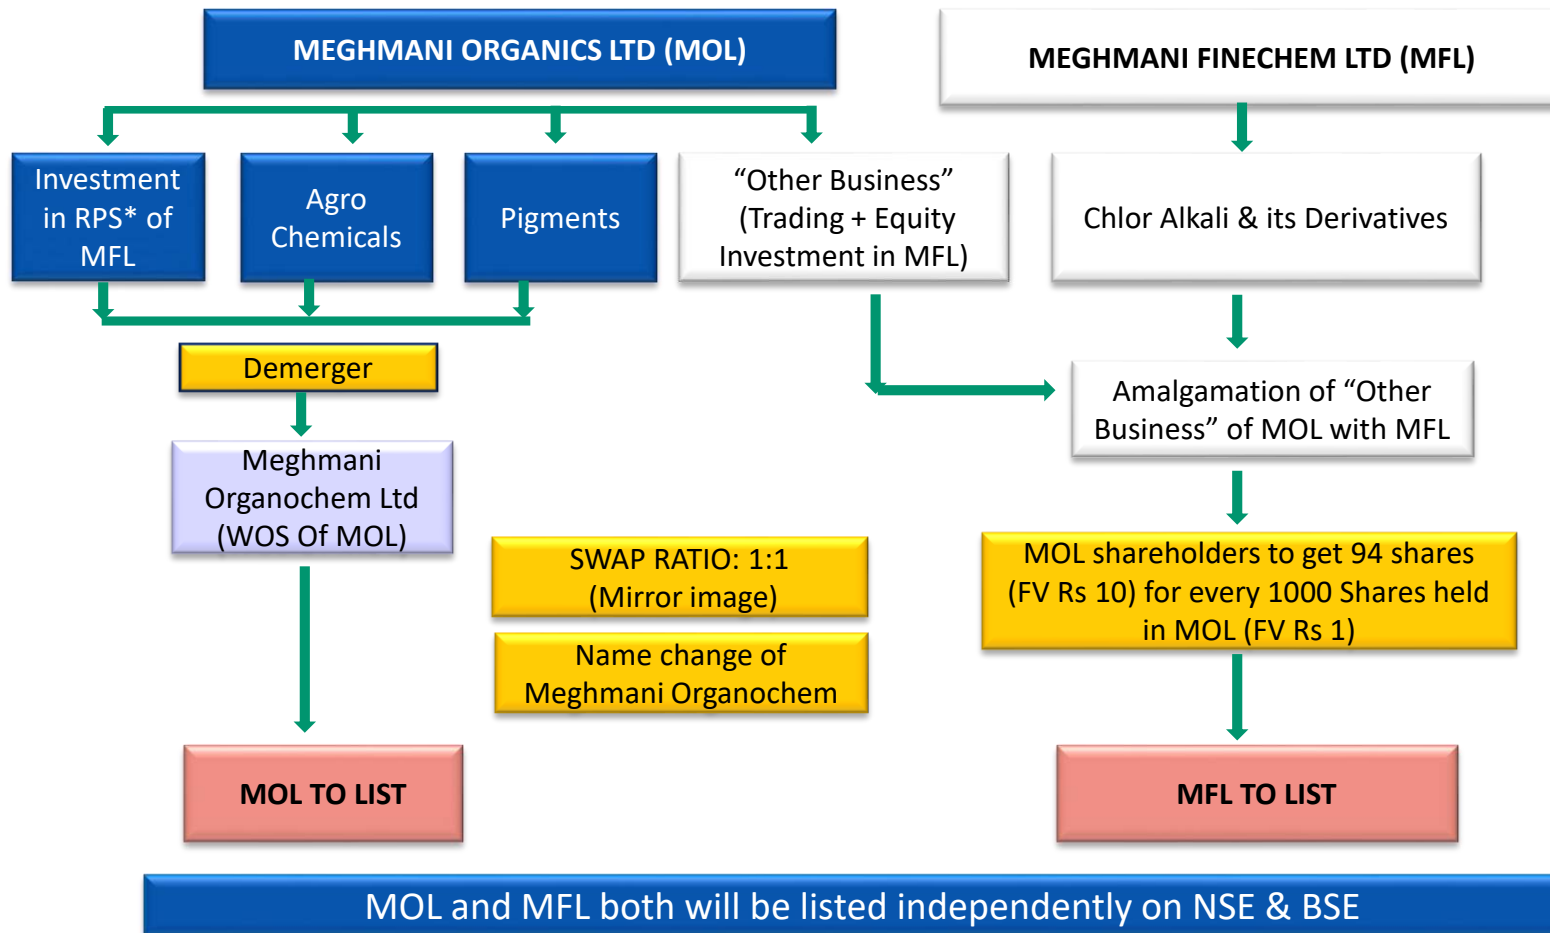 MEGHMANI ORGANICS LTD (MOL)
MEGHMANI FINECHEM LTD (MFL)
Investment
in RPS* of
MFL
Agro
Chemicals
Pigments
“Other Business”
(Trading + Equity
Investment in MFL)
Chlor Alkali & its Derivatives
Demerger
Amalgamation of “Other
Business” of MOL with MFL
Meghmani
Organochem Ltd
(WOS Of MOL)
SWAP RATIO: 1:1
(Mirror image)
Name change of
Meghmani Organochem
MOL shareholders to get 94 shares
(FV Rs 10) for every 1000 Shares held
in MOL (FV Rs 1)
MOL TO LIST
MFL TO LIST
MOL and MFL both will be listed independently on NSE & BSE